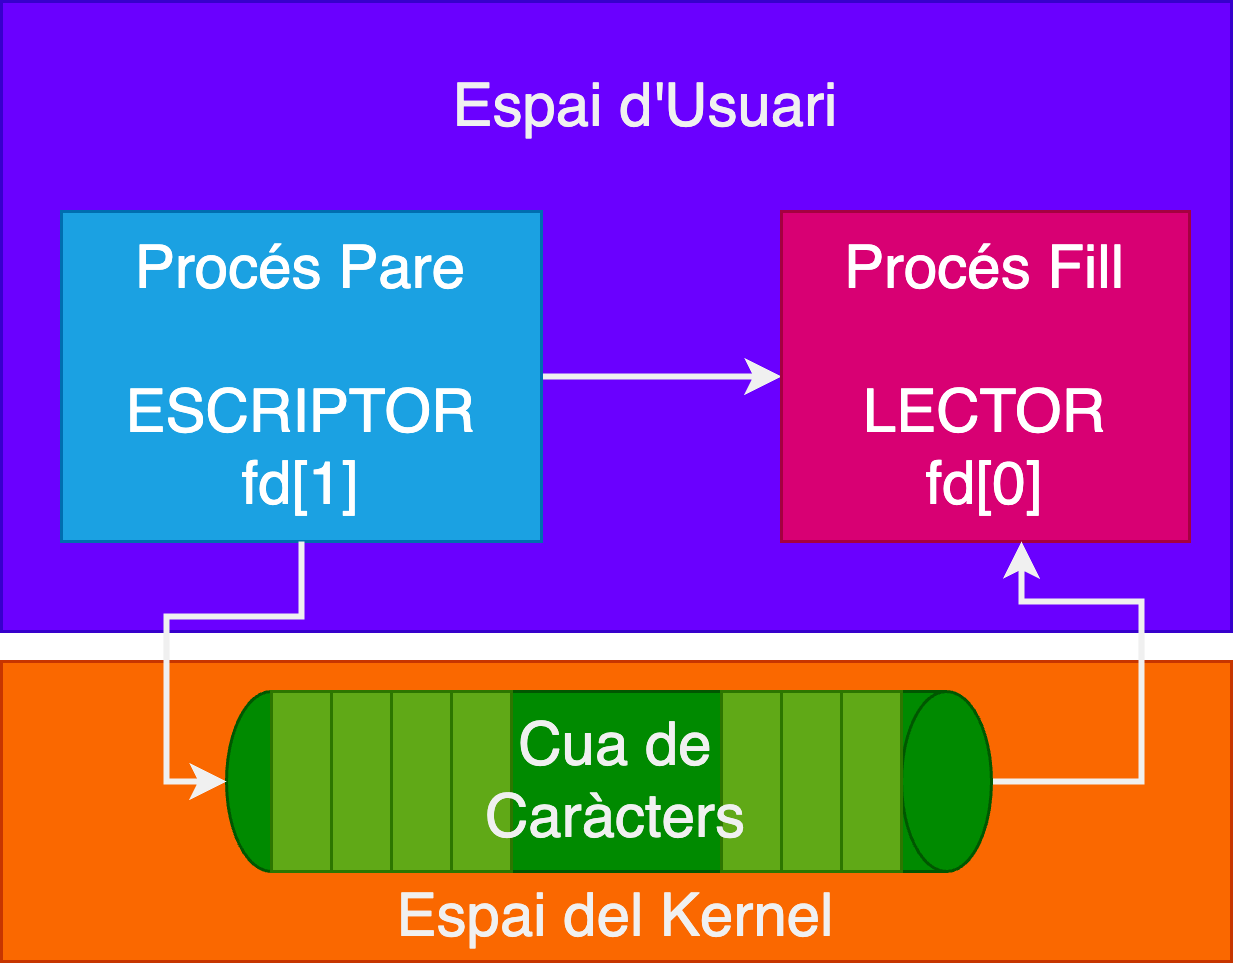 Espai d'Usuari
Procés Pare
ESCRIPTOR
fd[1]
Procés Fill
LECTOR
fd[0]
Cua de
Caràcters
Espai del Kernel